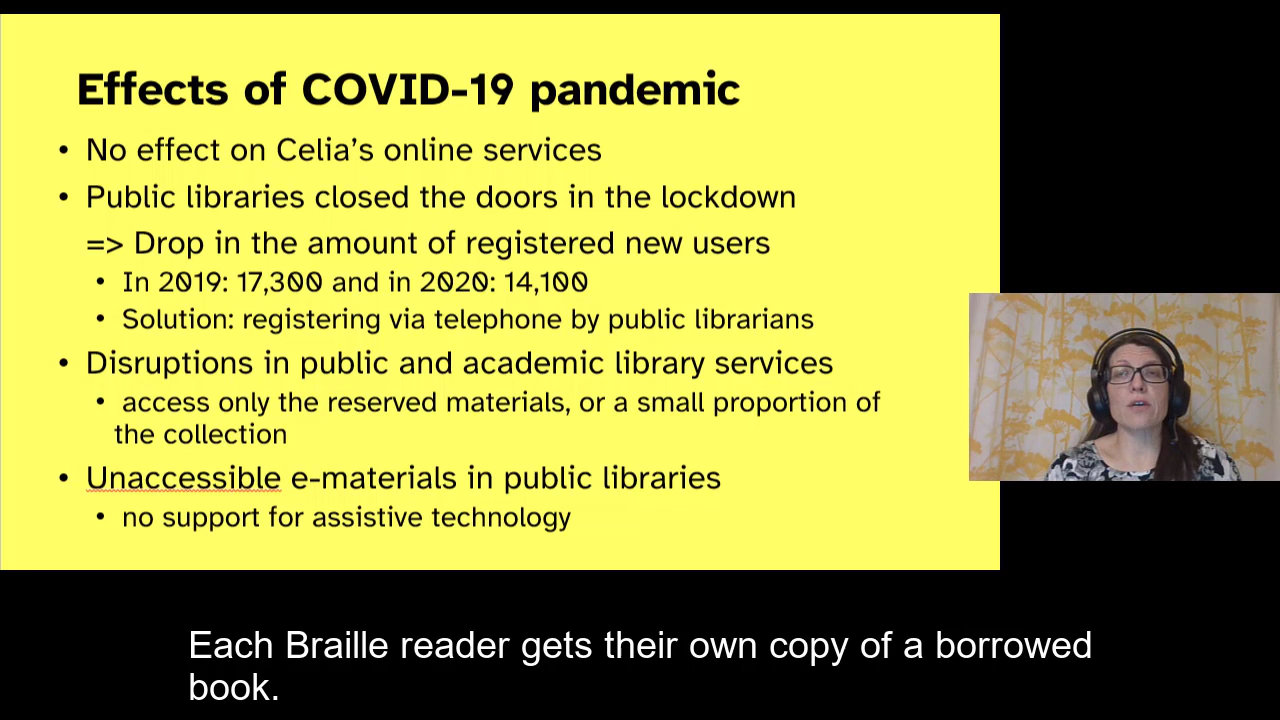 Effects of COVID-19 pandemic
• No effect on Celia’s online services
• Public libraries closed the doors in the lockdown
=> Drop in the amount of registered new users
• In 2019: 17,300 and in 2020: 14,100
• Solution: registering via telephone by public librarians
• Disruptions in public and academic library services
• access only the reserved materials, or a small proportion of
the collection
• Unaccessible e-materials in public libraries
• no support for assistive technology
Each Braille reader gets their own copy of a borrowed
book.